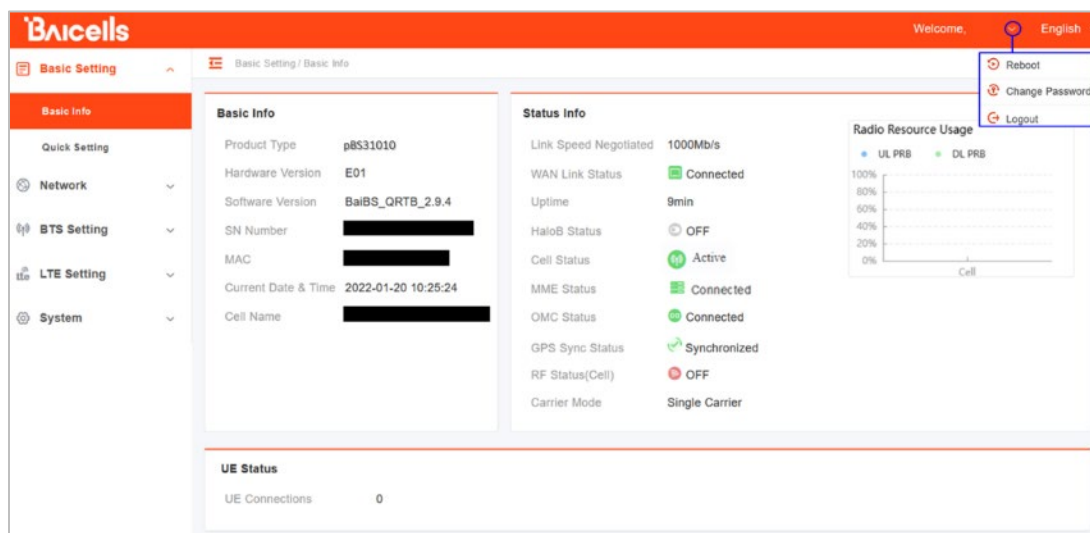 BAICELLS
Welcome,
English
Reboot
Change Password
Logout
Basic Setting
Basic Info
Quick Setting
Network
BTS Setting
LTE Setting
System
Basic Setting / Basic Info
Basic Info
Product Type pBS31010
Hardware Version E01
Software Version BaiBS_QRTB_2.9.4
SN Number
MAC
Current Date & Time 2022-01-20 10:25:24
Cell Name
Status Info
Link Speed Negotiated 1000Mb/s
WAN Link Status Connected
Uptime 9min
HaloB Status OFF
Cell Status Active
MME Status Connected
OMC Status Connected
GPS Sync Status Synchronized
RF Status(Cell) OFF
Carrier Mode Single Carrier
Radio Resource Usage
UL PRB DL PRB
100%
80%
60%
40%
20%
0%
Cell
UE Status
UE Connections 0